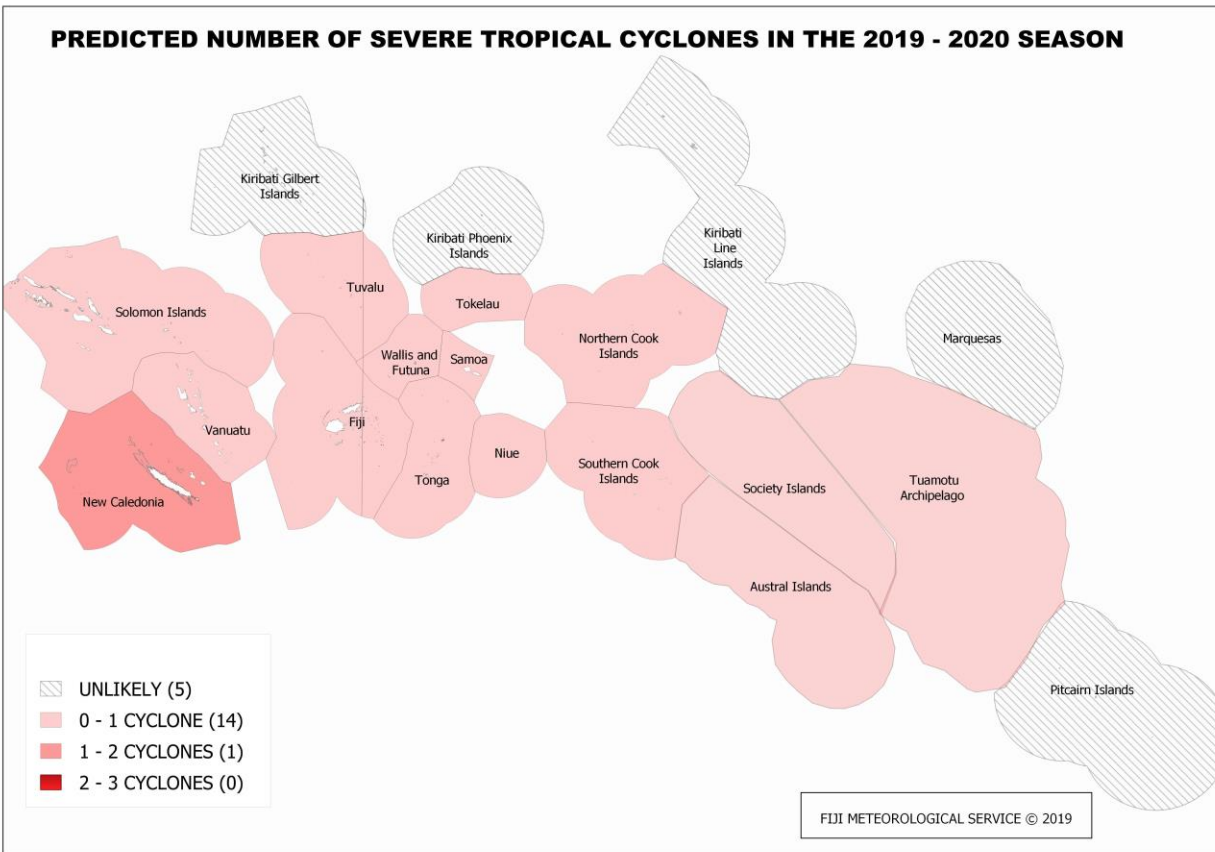 PREDICTED NUMBER OF SEVERE TROPICAL CYCLONES IN THE 2019 - 2020 SEASON
Kiribati Gilbert
Islands
Kiribati Phoenix
Islands
Kiribati
Line
Islands
Solomon Islands
Tuvalu
Tokelau
Northern Cook
Islands
Marquesas
Wallis and
Futuna
Samoa
Vanuatu
Fiji
Tonga
Niue
Southern Cook
Islands
Society Islands
Tuamotu
Archipelago
New Caledonia
Austral Islands
Pitcairn Islands
UNLIKELY (5)
0 - 1 CYCLONE (14)
1 - 2 CYCLONES (1)
2 - 3 CYCLONES (0)
FIJI METEOROLOGICAL SERVICE © 2019